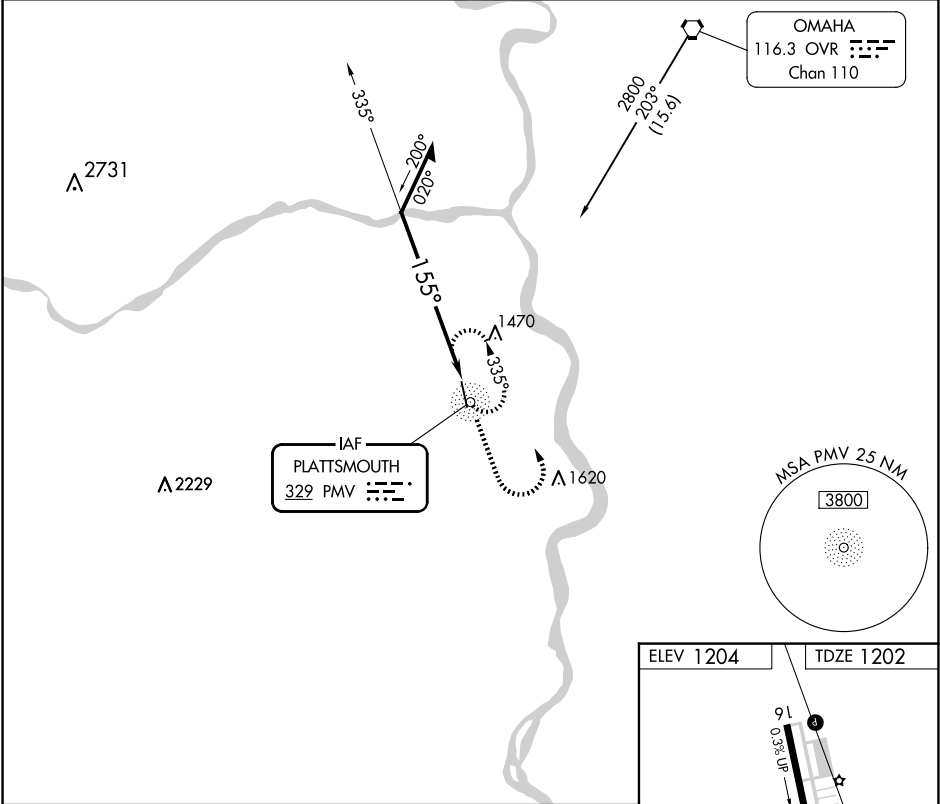 OMAHA
116.3 OVR
Chan 110
2800
203°
(15.6)
335°
200°
020°
2731
155°
1470
335°
IAF
PLATTSMOUTH
329 PMV
2229
1620
MSA PMV 25 NM
3800
ELEV 1204
TDZE 1202
16
0.3% UP
P